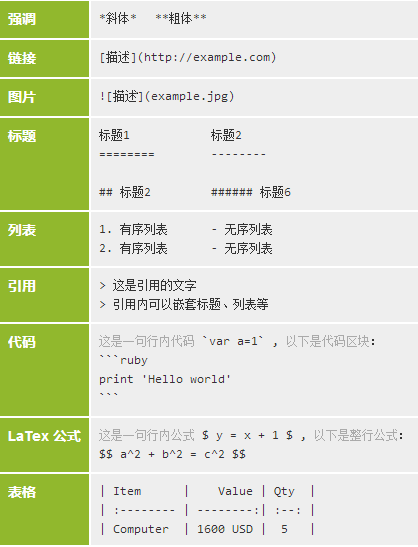 强调 *斜体* **粗体**
链接 [描述](http://example.com)
图片 ![描述](example.jpg)
标题 标题1 标题2
======== --------
## 标题2 ###### 标题6
列表 1. 有序列表 - 无序列表
2. 有序列表 - 无序列表
引用 > 这是引用的文字
> 引用内可以嵌套标题、列表等
代码 这是一句行内代码 `var a=1` , 以下是代码区块:
```ruby
print 'Hello world'
```
LaTex 公式 这是一句行内公式 $ y = x + 1 $ , 以下是整行公式:
$$ a^2 + b^2 = c^2 $$
表格 | Item | Value | Qty |
| :-------- | --------:| :--: |
| Computer | 1600 USD | 5 |